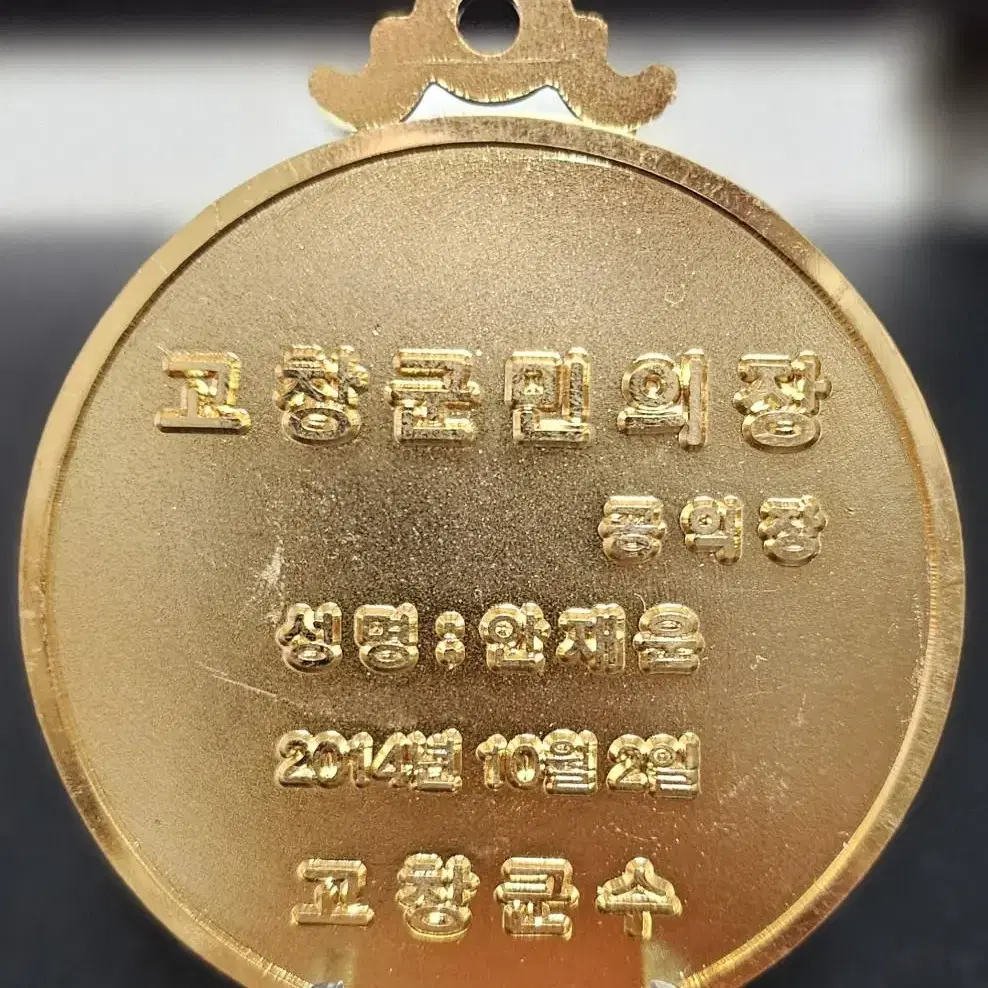 고창군민의장
공익장
성명:안재운
2014년 10월 2일
고창군수